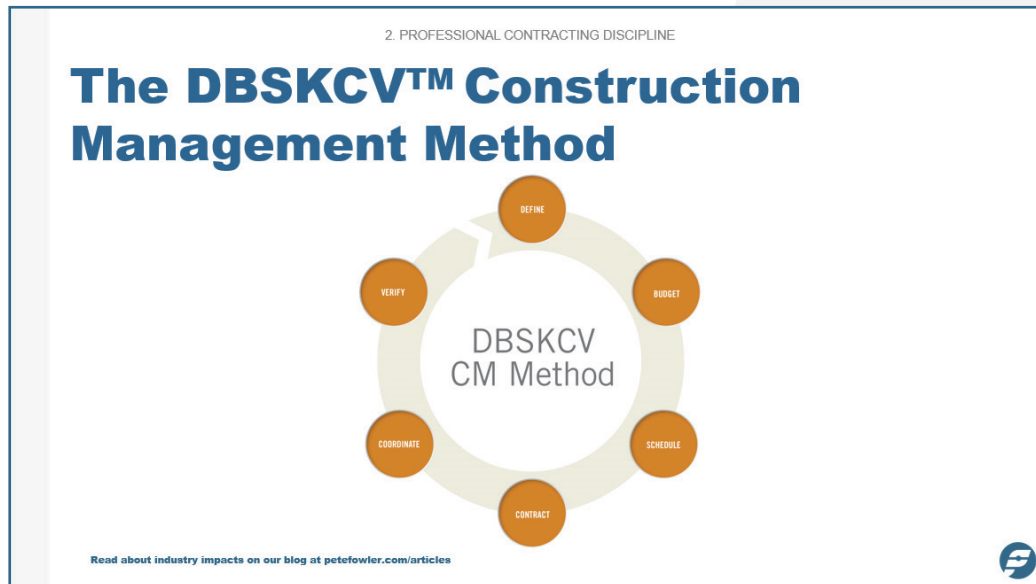 2. PROFESSIONAL CONTRACTING DISCIPLINE
The DBSKCV™ Construction
Management Method
DEFINE
BUDGET
SCHEDULE
CONTRACT
COORDINATE
VERIFY
DBSKCV
CM Method
Read about industry impacts on our blog at petefowler.com/articles